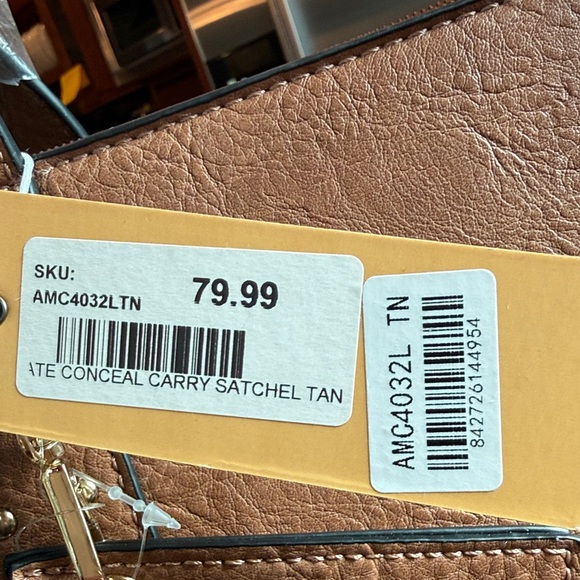 SKU:
AMC4032LTN
79.99
ATE CONCEAL CARRY SATCHEL TAN
AMC4032L TN
842726144954